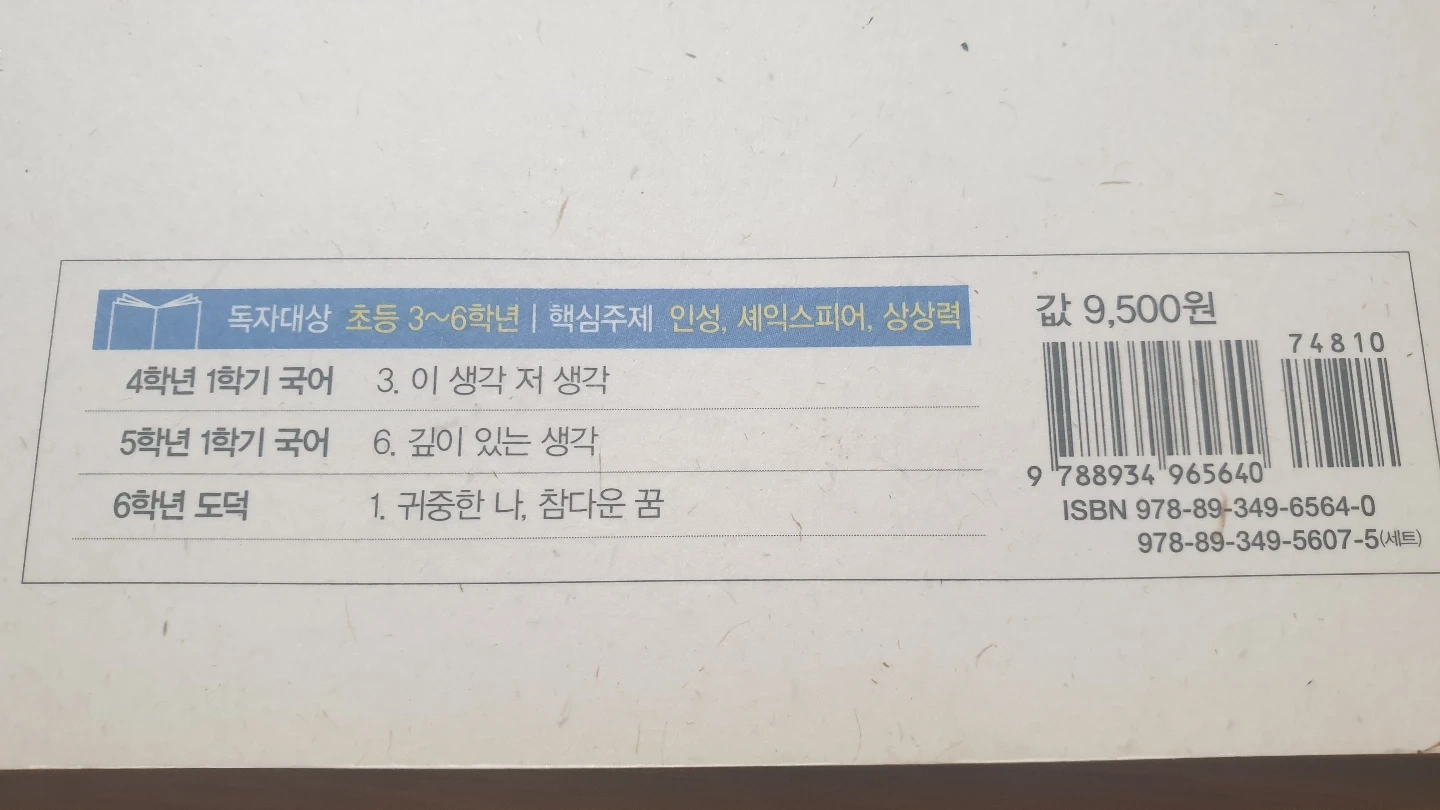 독자대상 초등 3~6학년 | 핵심주제 인성, 셰익스피어, 상상력
4학년 1학기 국어 3. 이 생각 저 생각
5학년 1학기 국어 6. 깊이 있는 생각
6학년 도덕 1. 귀중한 나, 참다운 꿈
값 9,500원
74810
9 788934 965640
ISBN 978-89-349-6564-0
978-89-349-5607-5(세트)